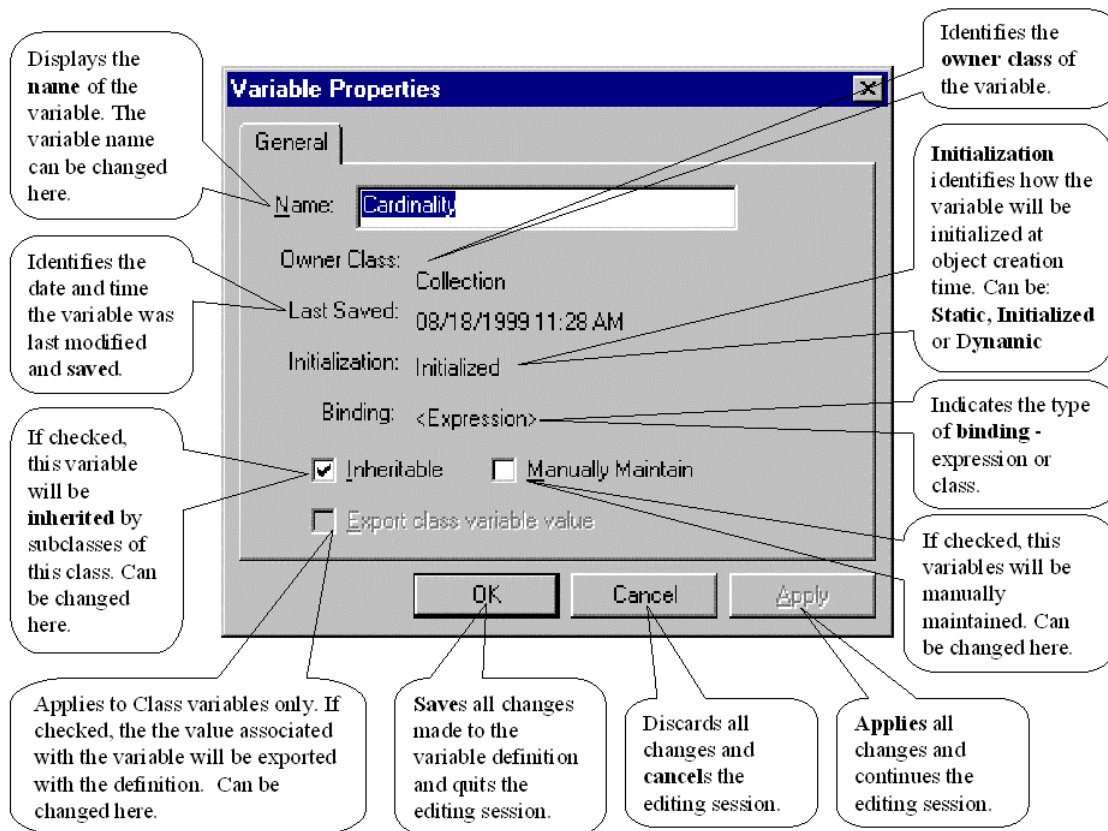 Displays the
name of the
variable. The
variable name
can be changed
here.
Identifies the
owner class of
the variable.
Variable Properties
General
Name: Cardinality
Owner Class: Collection
Last Saved: 08/18/1999 11:28 AM
Initialization: Initialized
Binding: <Expression>
Inheritable Manually Maintain
Export class variable value
OK Cancel Apply
Identifies the
date and time
the variable was
last modified
and saved.
Initialization
identifies how the
variable will be
initialized at
object creation
time. Can be:
Static, Initialized
or Dynamic
Indicates the type
of binding -
expression or
class.
If checked,
this variable
will be
inherited by
subclasses of
this class. Can
be changed
here.
If checked, this
variables will be
manually
maintained. Can
be changed here.
Applies to Class variables only. If
checked, the the value associated
with the variable will be exported
with the definition. Can be
changed here.
Saves all changes
made to the
variable definition
and quits the
editing session.
Discards all
changes and
cancels the
editing session.
Applies all
changes and
continues the
editing session.